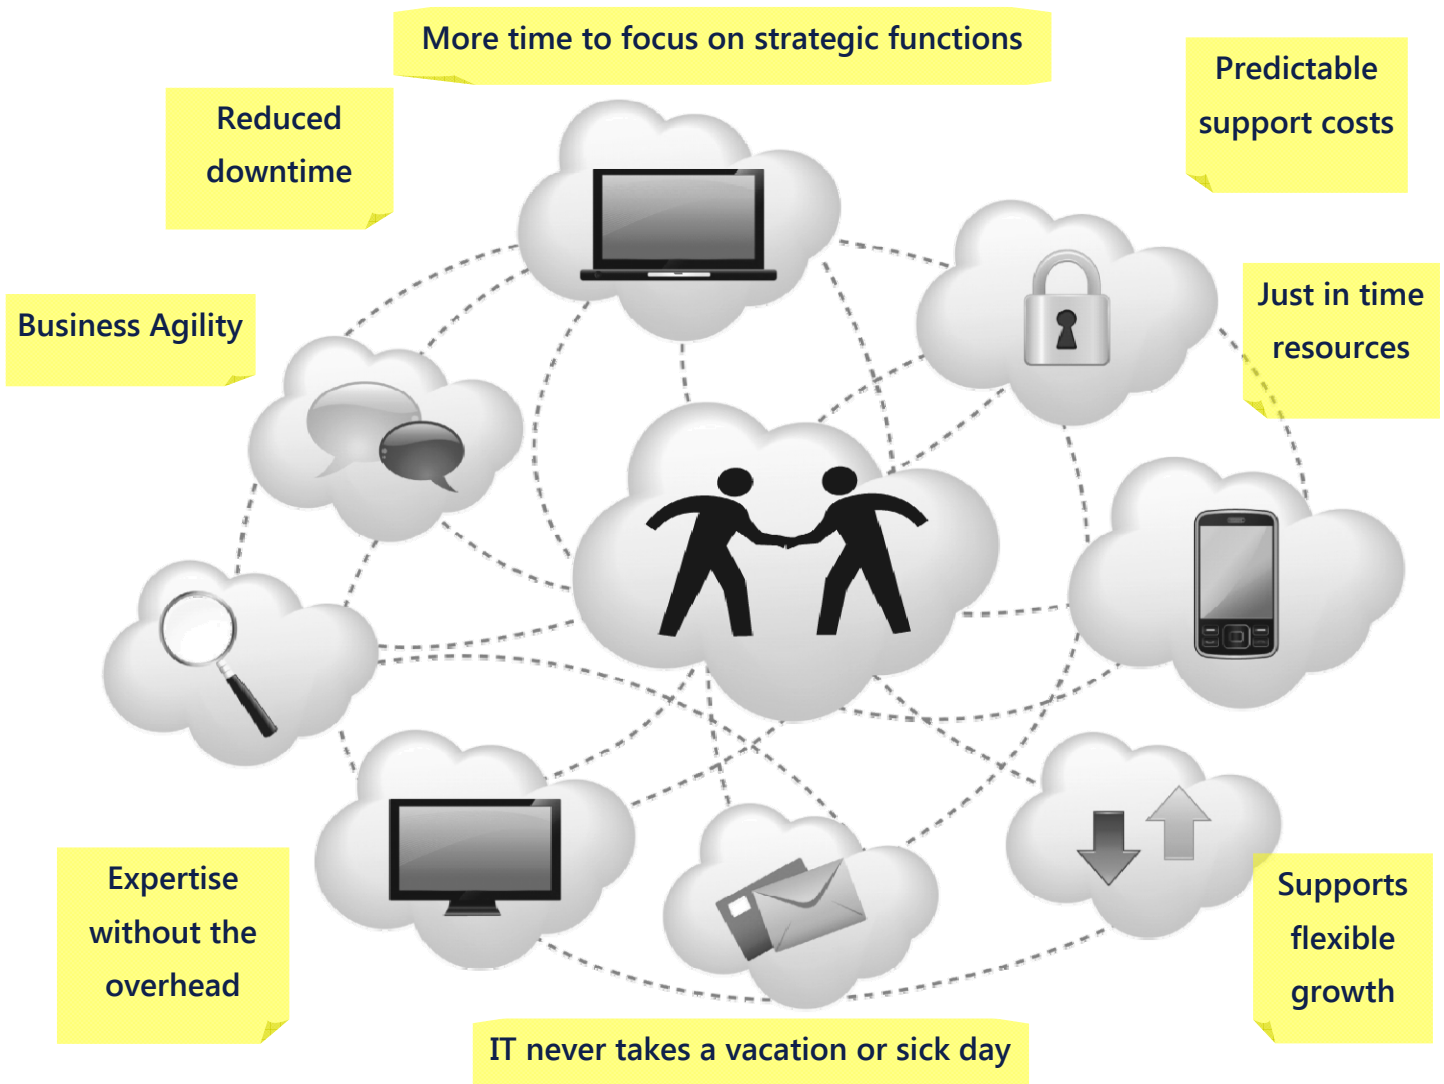 More time to focus on strategic functions
Predictable
support costs
Reduced
downtime
Just in time
resources
Business Agility
Expertise
without the
overhead
Supports
flexible
growth
IT never takes a vacation or sick day